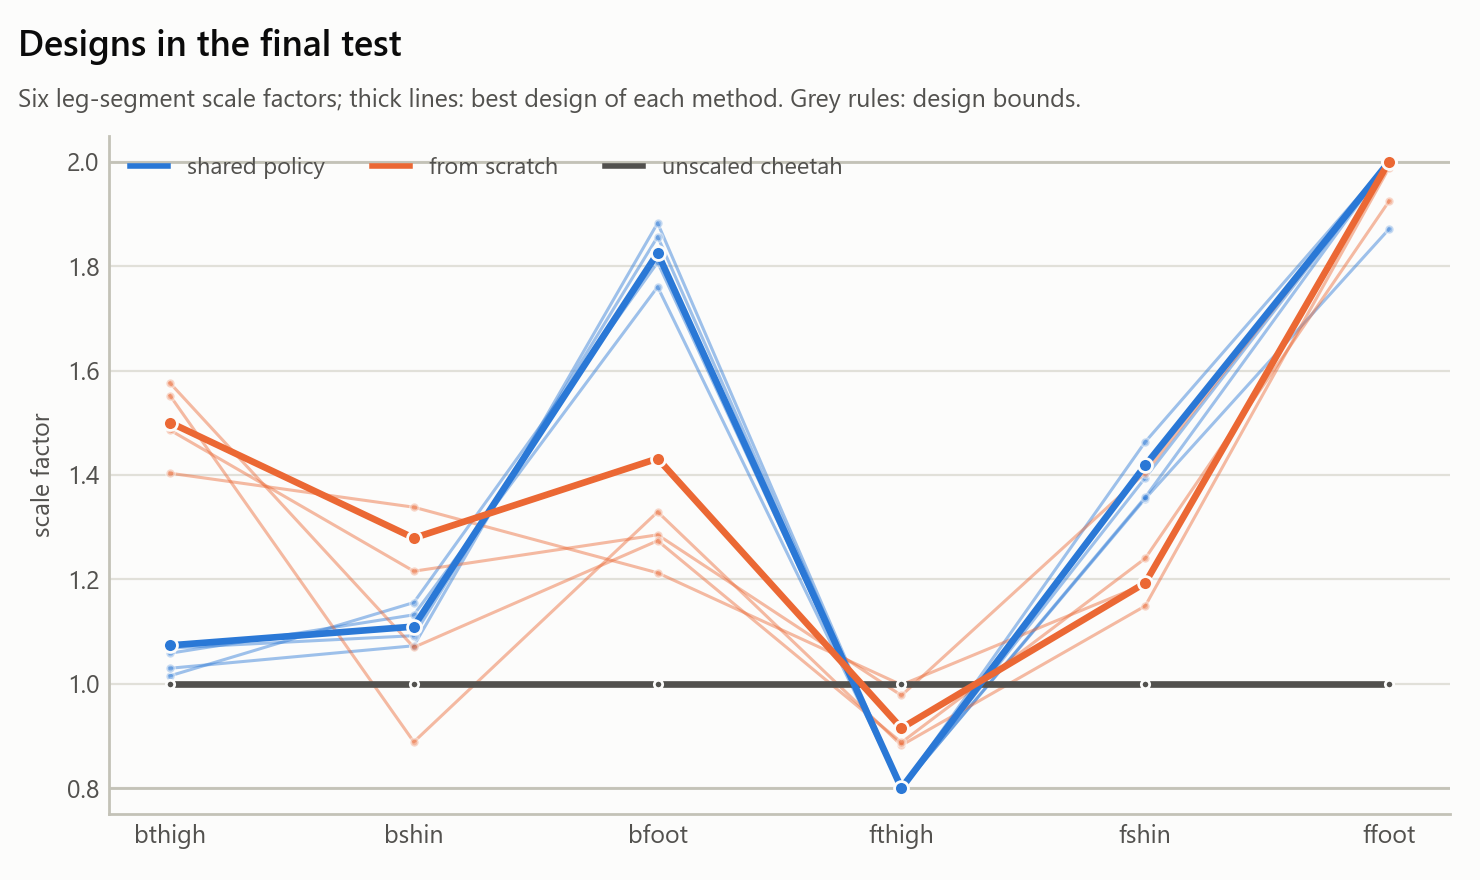 Designs in the final test
Six leg-segment scale factors; thick lines: best design of each method. Grey rules: design bounds.
shared policy
from scratch
unscaled cheetah
2.0
1.8
1.6
1.4
1.2
1.0
0.8
scale factor
bthigh
bshin
bfoot
fthigh
fshin
ffoot